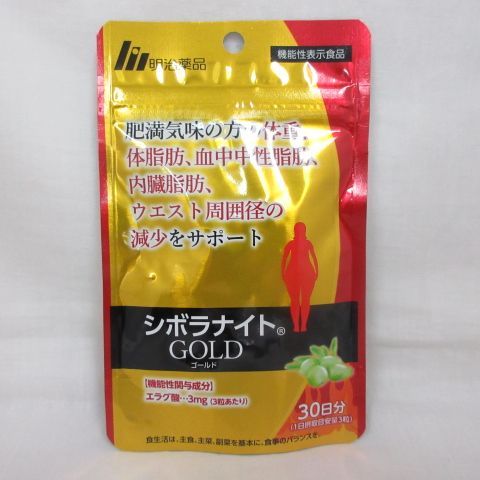 明治薬品
機能性表示食品
肥満気味の方の体重、
体脂肪、血中中性脂肪、
内臓脂肪、
ウエスト周囲径の
減少をサポート
シボラナイト®
GOLD
ゴールド
【機能性関与成分】
エラグ酸…3mg (3粒あたり)
30日分
(1日摂取目安量3粒)
食生活は、主食、主菜、副菜を基本に、食事のバランスを。